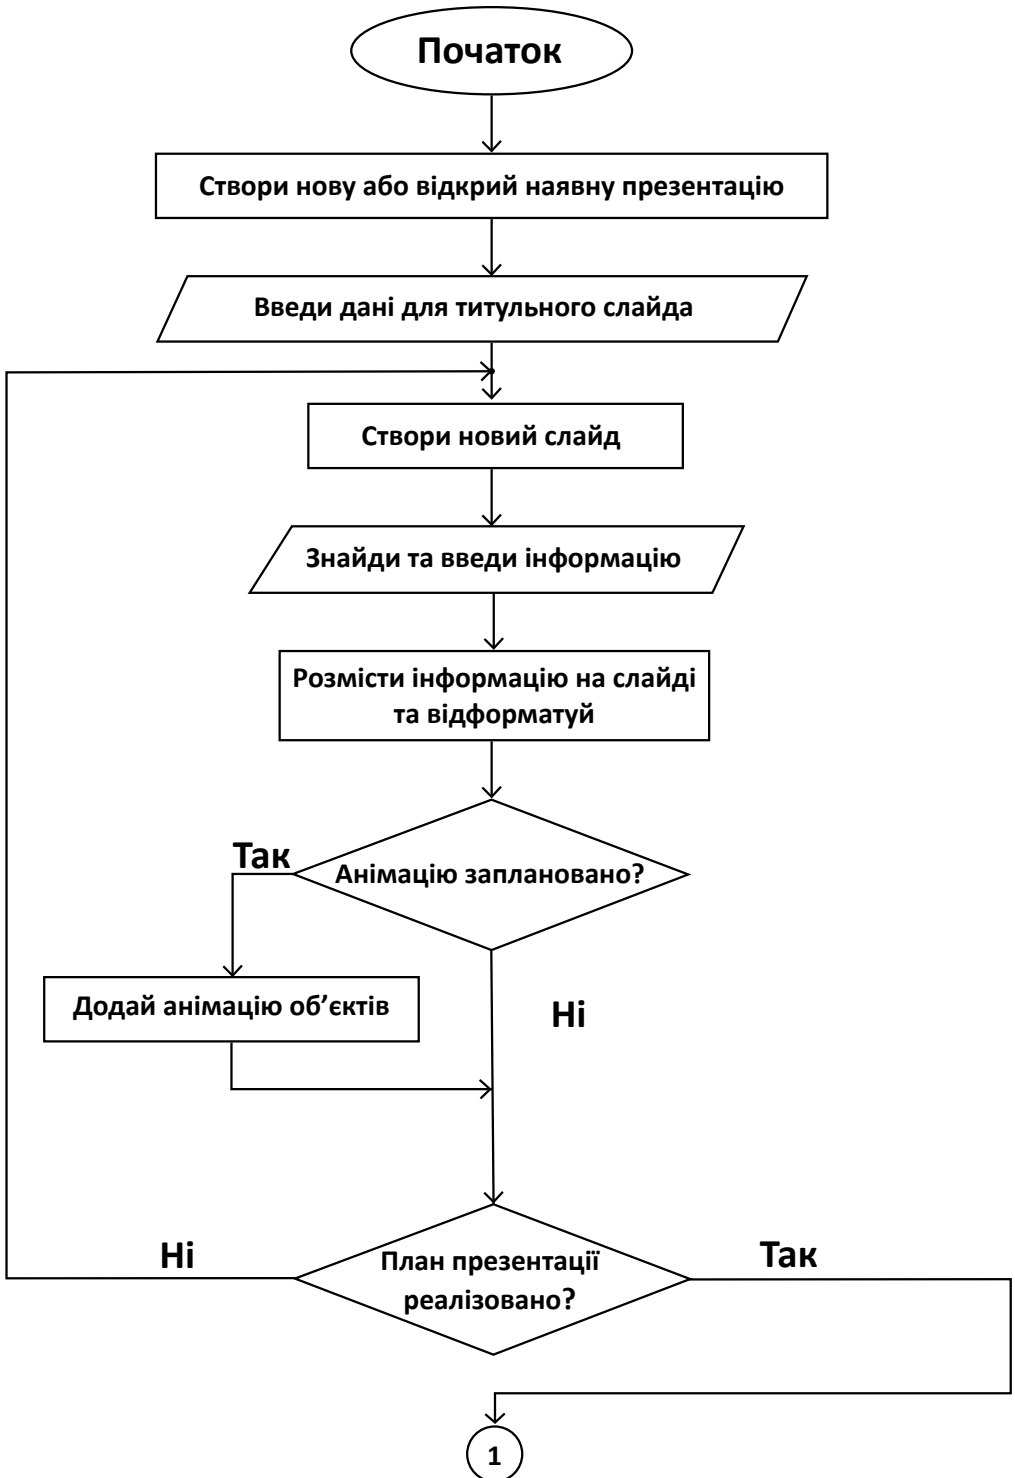 Початок
Створи нову або відкрий наявну презентацію
Введи дані для титульного слайда
Створи новий слайд
Знайди та введи інформацію
Розмісти інформацію на слайді
та відформатуй
Так
Анімацію заплановано?
Додай анімацію об’єктів
Ні
Ні
План презентації
реалізовано?
Так
1